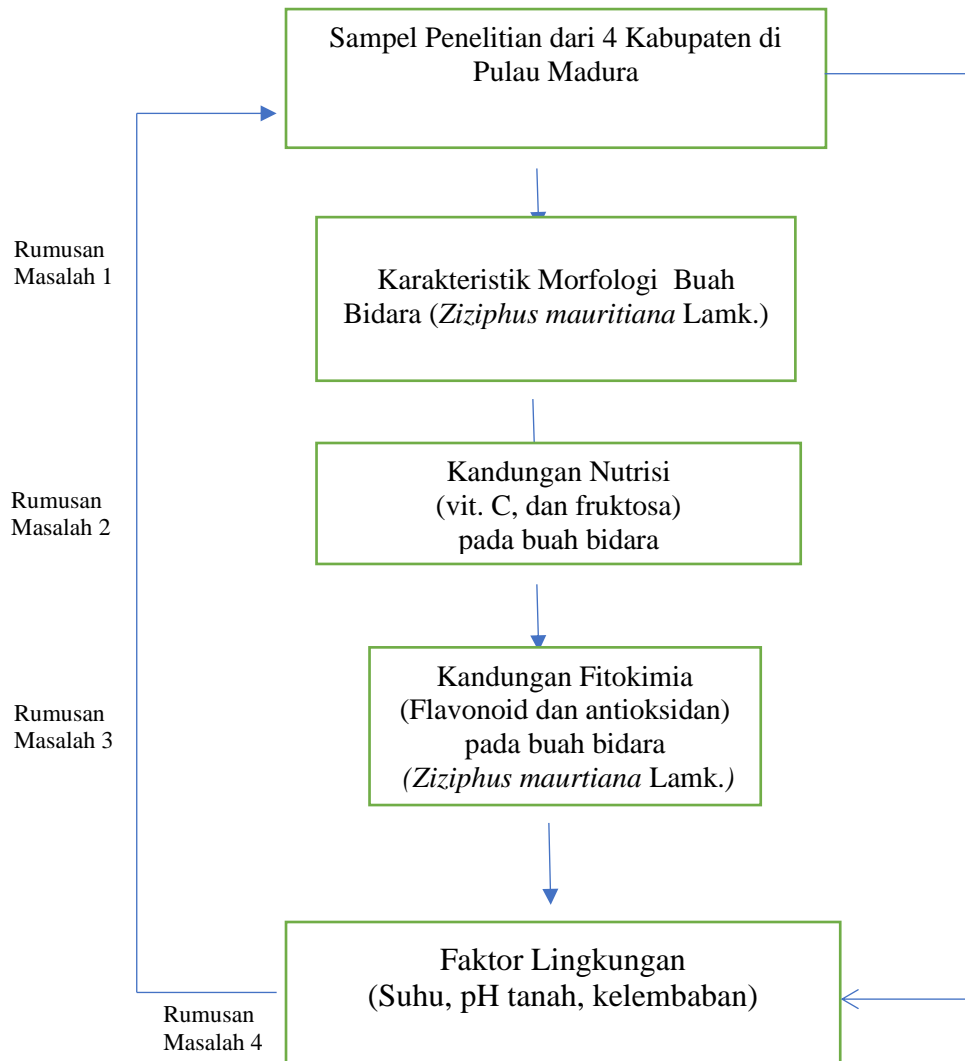 Sampel Penelitian dari 4 Kabupaten di
Pulau Madura
Rumusan
Masalah 1
Karakteristik Morfologi Buah
Bidara (Ziziphus mauritiana Lamk.)
Rumusan
Masalah 2
Kandungan Nutrisi
(vit. C, dan fruktosa)
pada buah bidara
Rumusan
Masalah 3
Kandungan Fitokimia
(Flavonoid dan antioksidan)
pada buah bidara
(Ziziphus maurtiana Lamk.)
Faktor Lingkungan
(Suhu, pH tanah, kelembaban)
Rumusan
Masalah 4